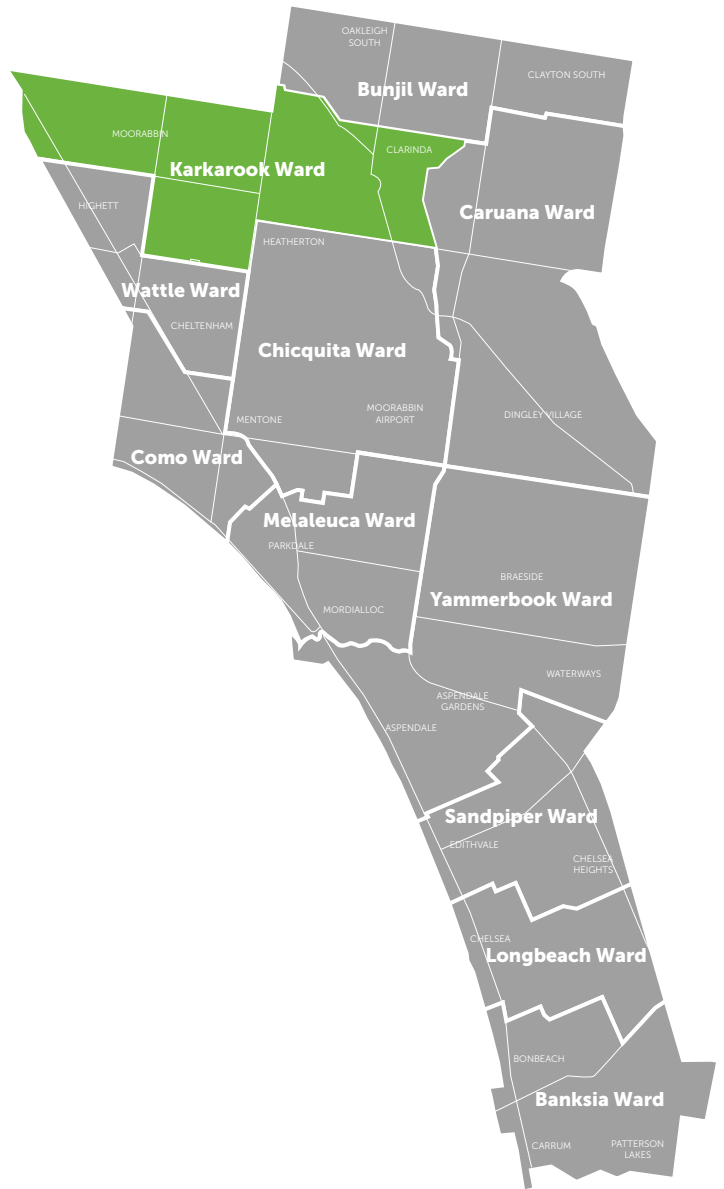 OAKLEIGH
SOUTH
CLAYTON SOUTH
Bunjil Ward
MOORABBIN
CLARINDA
Karkarook Ward
HIGHETT
Caruana Ward
HEATHERTON
Wattle Ward
CHELTENHAM
Chicquita Ward
MOORABBIN
AIRPORT
DINGLEY VILLAGE
MENTONE
Como Ward
Melaleuca Ward
PARKDALE
BRAESIDE
Yammerbook Ward
MORDIALLOC
WATERWAYS
ASPENDALE
GARDENS
ASPENDALE
Sandpiper Ward
EDITHVALE
CHELSEA
HEIGHTS
CHELSEA
Longbeach Ward
BONBEACH
Banksia Ward
CARRUM
PATTERSON
LAKES